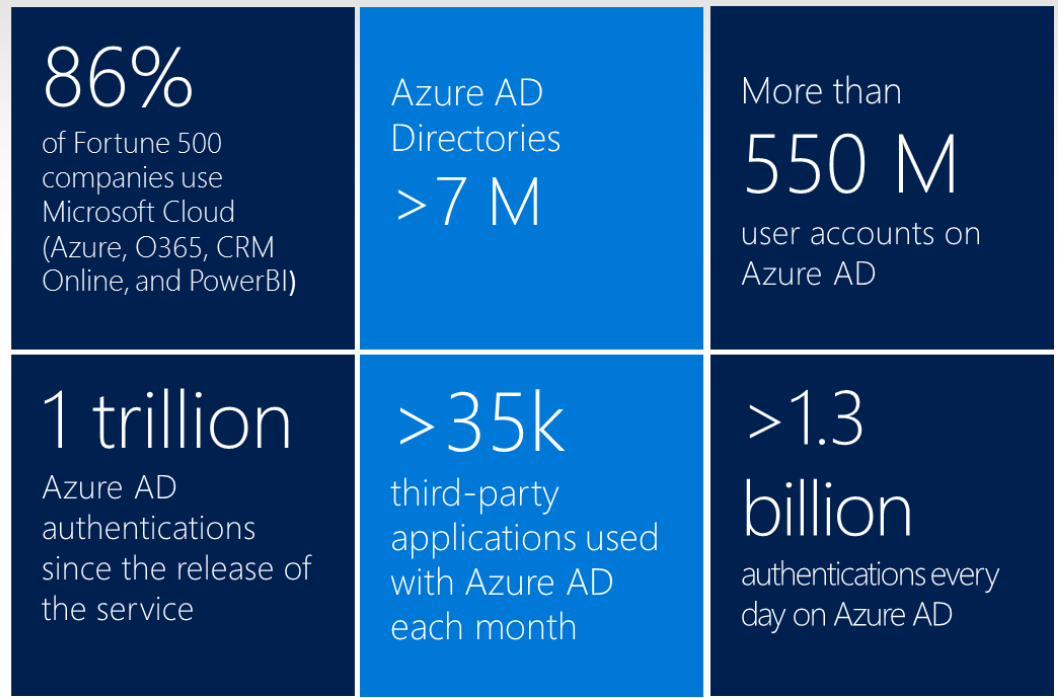 86%
of Fortune 500
companies use
Microsoft Cloud
(Azure, O365, CRM
Online, and PowerBI)
Azure AD
Directories
>7 M
More than
550 M
user accounts on
Azure AD
1 trillion
Azure AD
authentications
since the release of
the service
>35k
third-party
applications used
with Azure AD
each month
>1.3
billion
authentications every
day on Azure AD